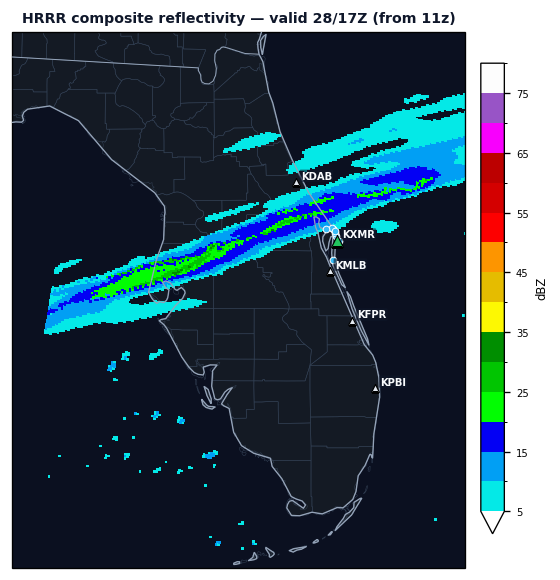 HRRR composite reflectivity — valid 28/17Z (from 11z)
75
65
55
45
35
25
15
5
dBZ
KDAB
KXMR
KMLB
KFPR
KPBI